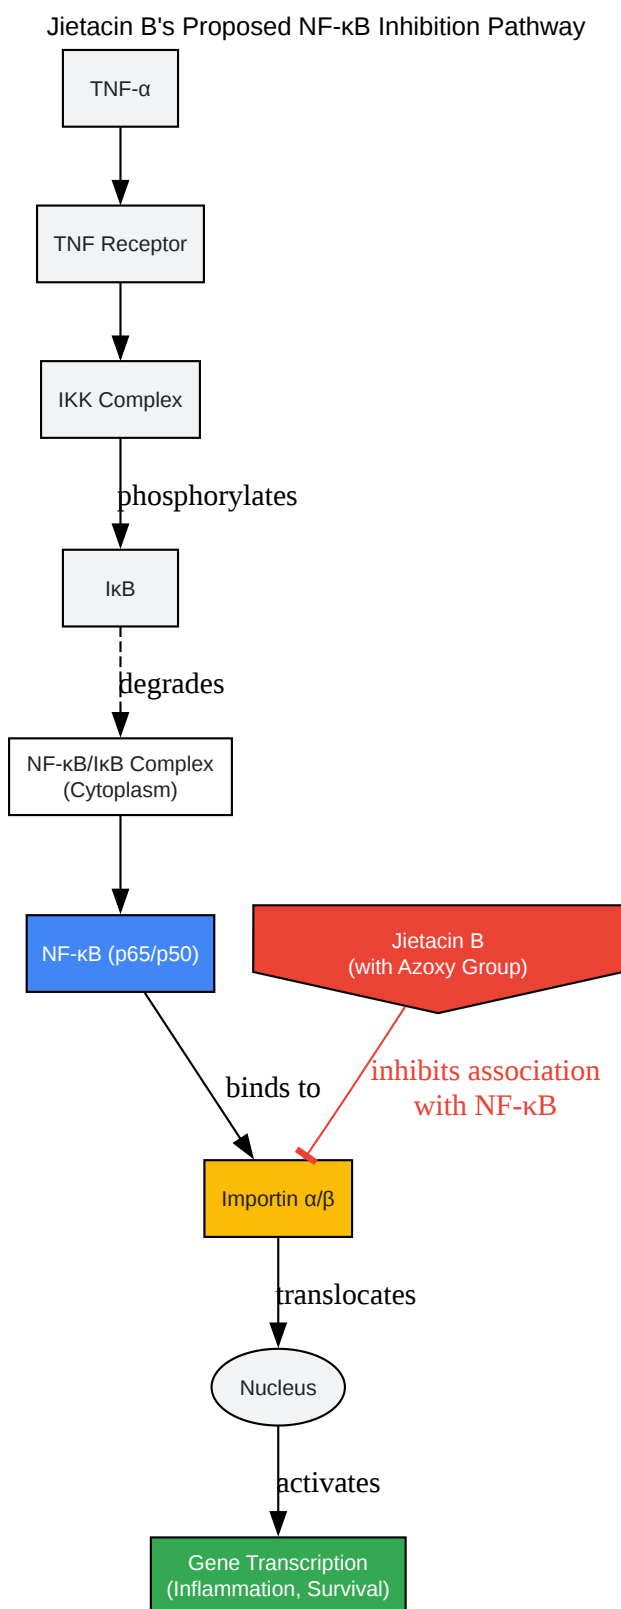 Jietacin B's Proposed NF-κB Inhibition Pathway
TNF-α
TNF Receptor
IKK Complex
phosphorylates
IκB
degrades
NF-κB/IκB Complex
(Cytoplasm)
NF-κB (p65/p50)
Jietacin B
(with Azoxy Group)
binds to
inhibits association
with NF-κB
Importin α/β
translocates
Nucleus
activates
Gene Transcription
(Inflammation, Survival)